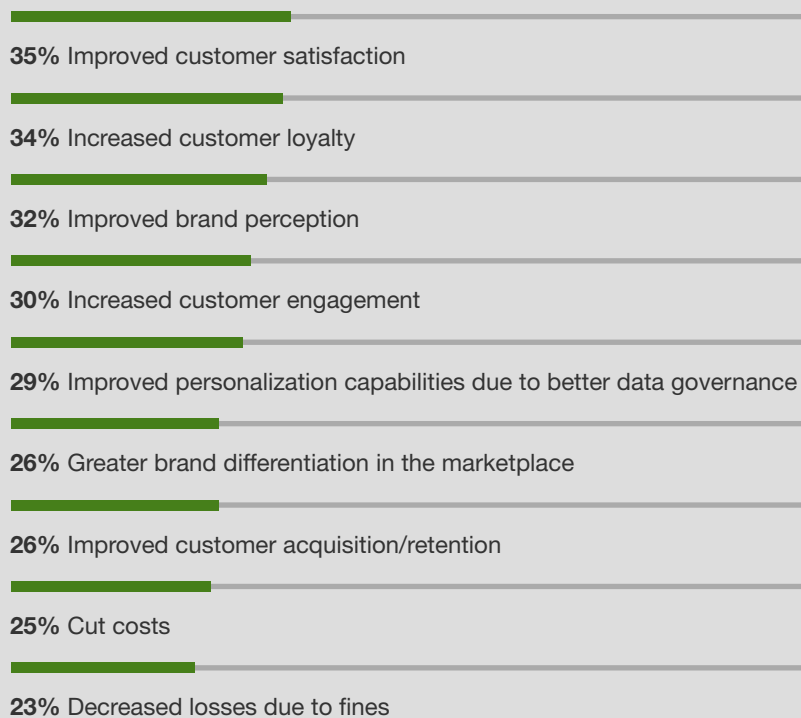 35% Improved customer satisfaction
34% Increased customer loyalty
32% Improved brand perception
30% Increased customer engagement
29% Improved personalization capabilities due to better data governance
26% Greater brand differentiation in the marketplace
26% Improved customer acquisition/retention
25% Cut costs
23% Decreased losses due to fines